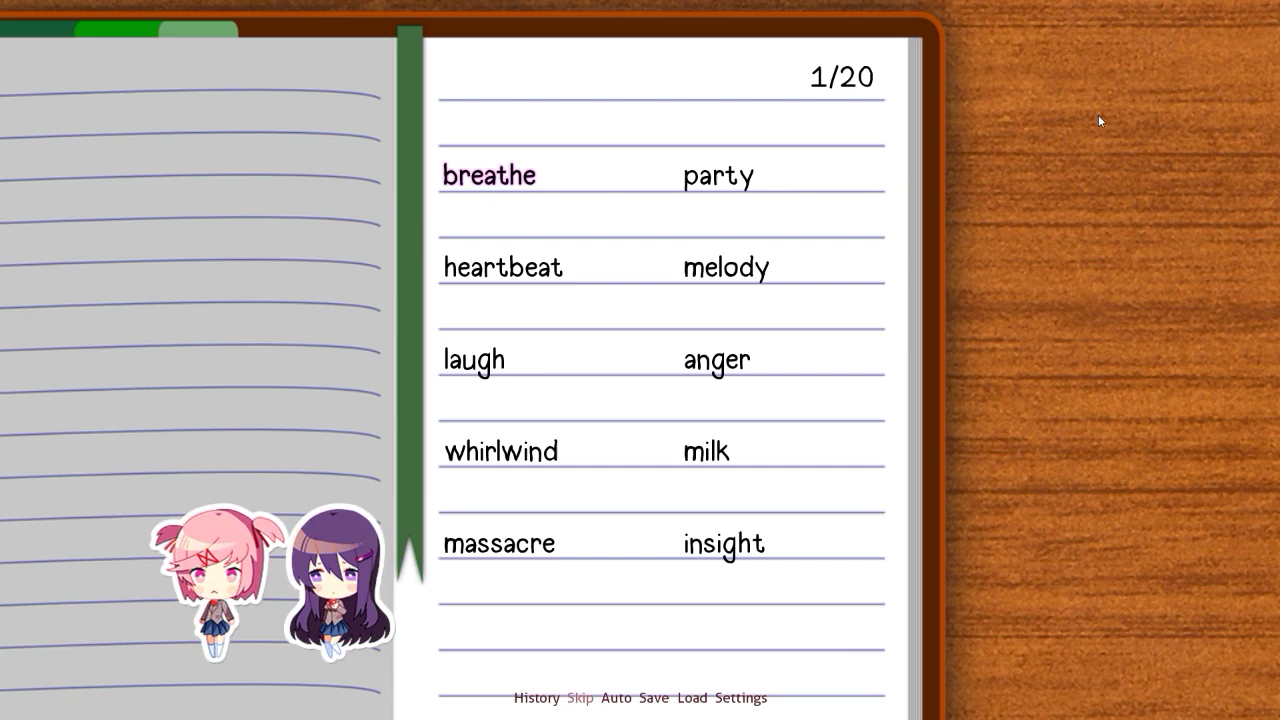 1/20
breathe party
heartbeat melody
laugh anger
whirlwind milk
massacre insight
History Skip Auto Save Load Settings